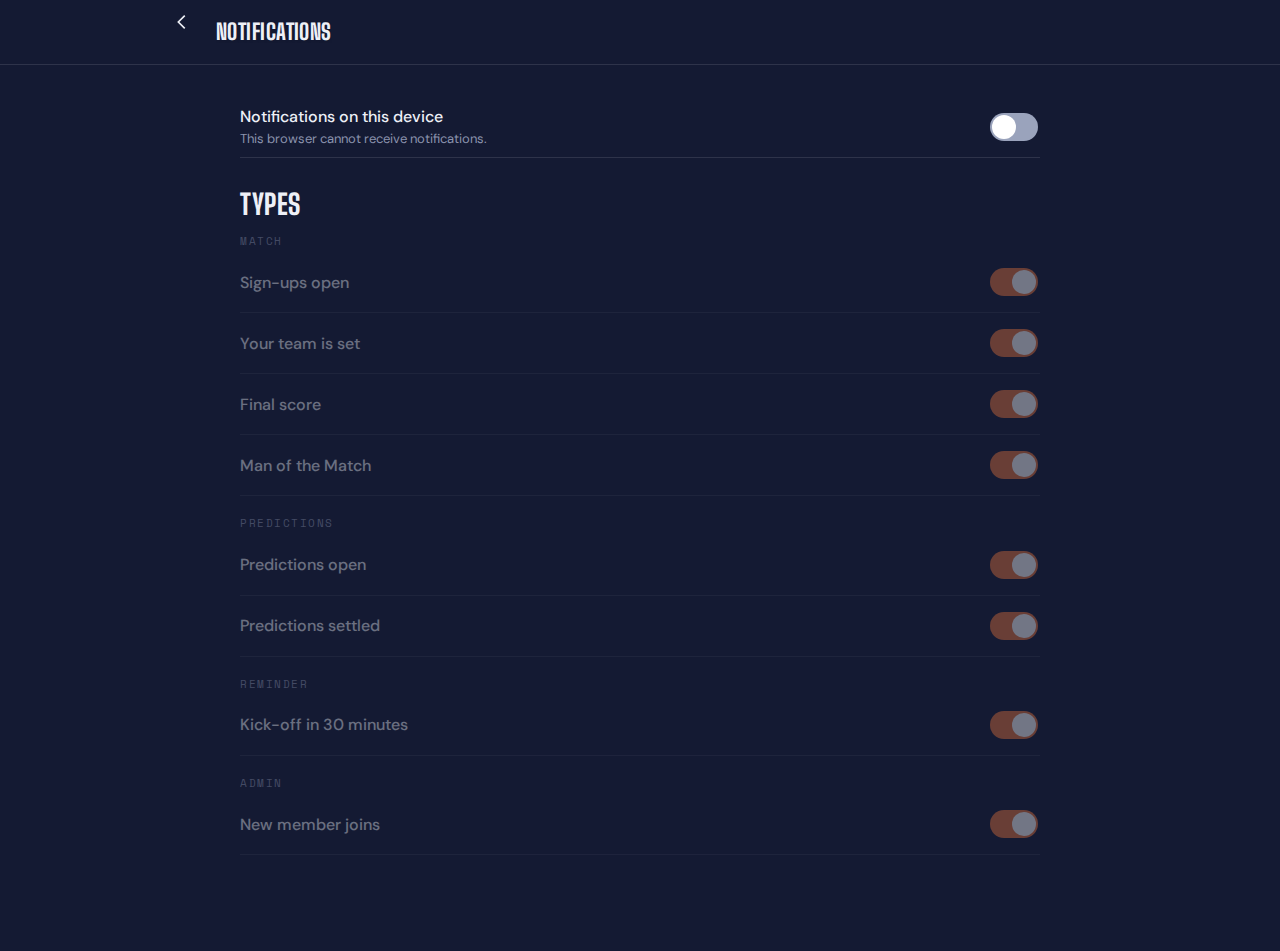 NOTIFICATIONS
Notifications on this device
This browser cannot receive notifications.
TYPES
MATCH
Sign-ups open
Your team is set
Final score
Man of the Match
PREDICTIONS
Predictions open
Predictions settled
REMINDER
Kick-off in 30 minutes
ADMIN
New member joins